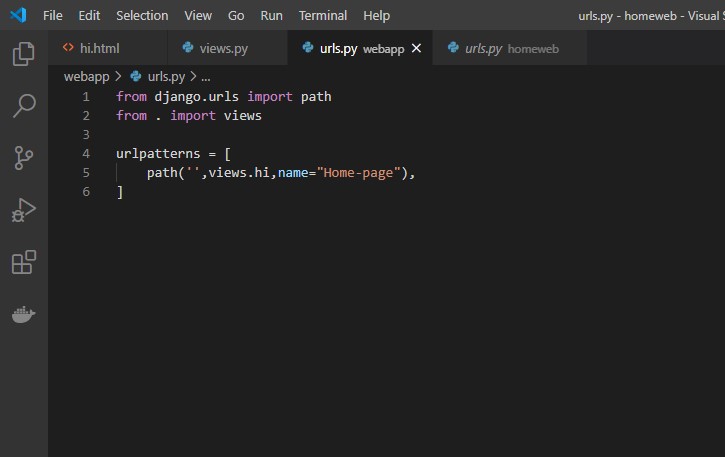 File Edit Selection View Go Run Terminal Help urls.py - homeweb - Visual S
hi.html views.py urls.py webapp urls.py homeweb
webapp > urls.py > ...
1 from django.urls import path
2 from . import views
3
4 urlpatterns = [
5 path('',views.hi,name="Home-page"),
6 ]